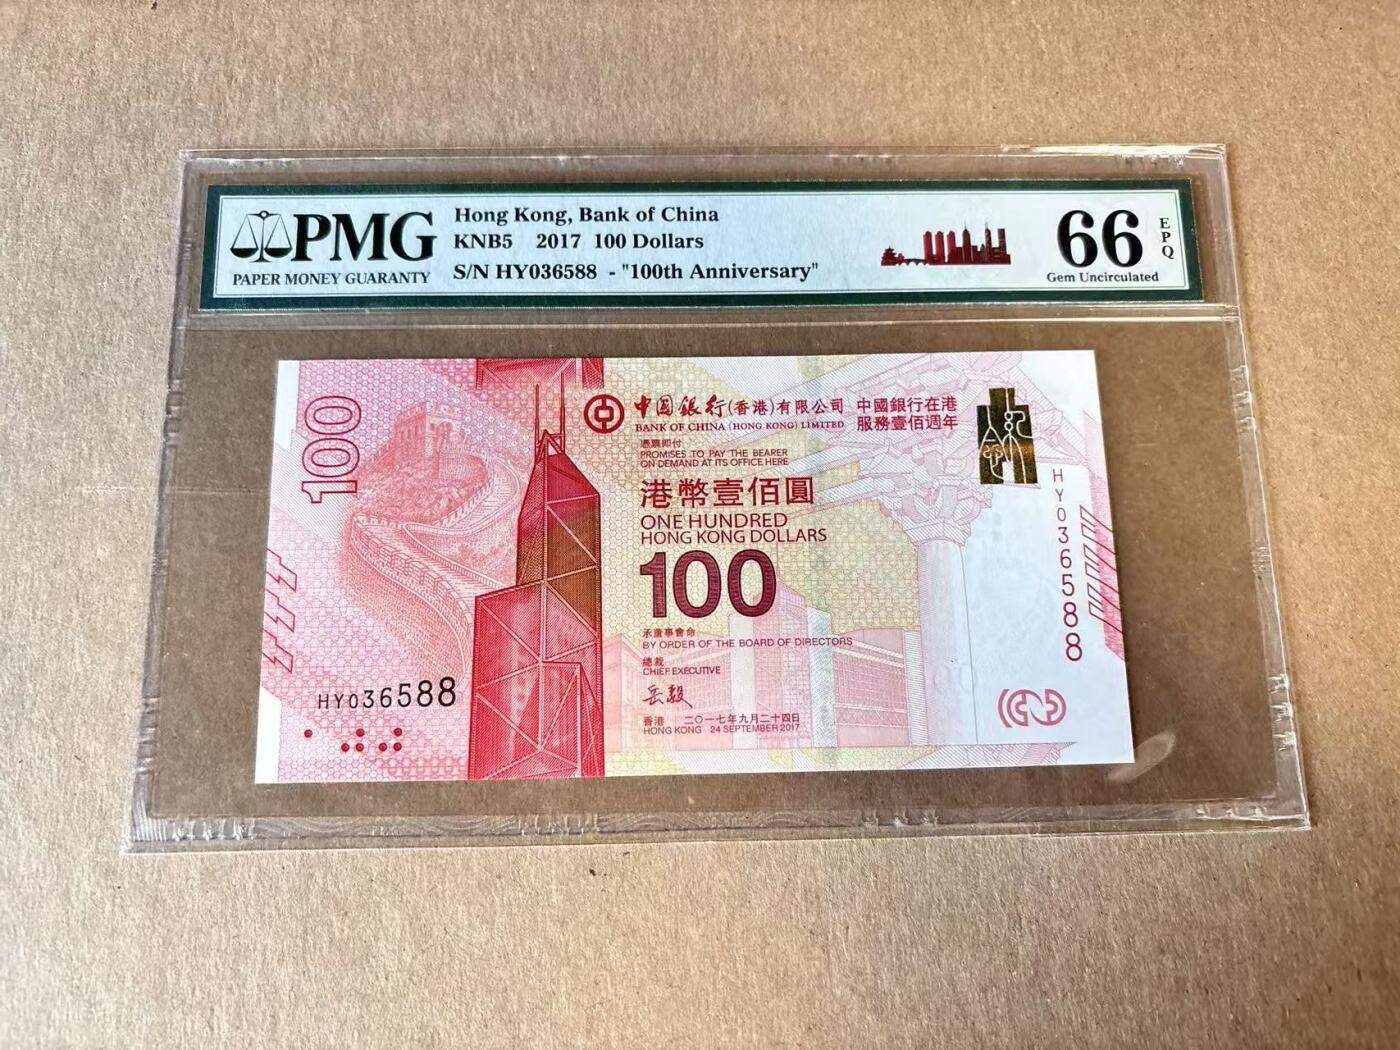 PMG
PAPER MONEY GUARANTY
Hong Kong, Bank of China
KNB5 2017 100 Dollars
S/N HY036588 - "100th Anniversary"
66
EPQ
Gem Uncirculated
100
中国銀行(香港)有限公司
BANK OF CHINA (HONG KONG) LIMITED
中國銀行在港
服務壹佰週年
憑票即付
PROMISES TO PAY THE BEARER
ON DEMAND AT ITS OFFICE HERE
港幣壹佰圓
ONE HUNDRED
HONG KONG DOLLARS
100
承董事會命
BY ORDER OF THE BOARD OF DIRECTORS
總裁
CHIEF EXECUTIVE
岳毅
香港 二〇一七年九月二十四日
HONG KONG 24 SEPTEMBER 2017
HY036588
HY036588